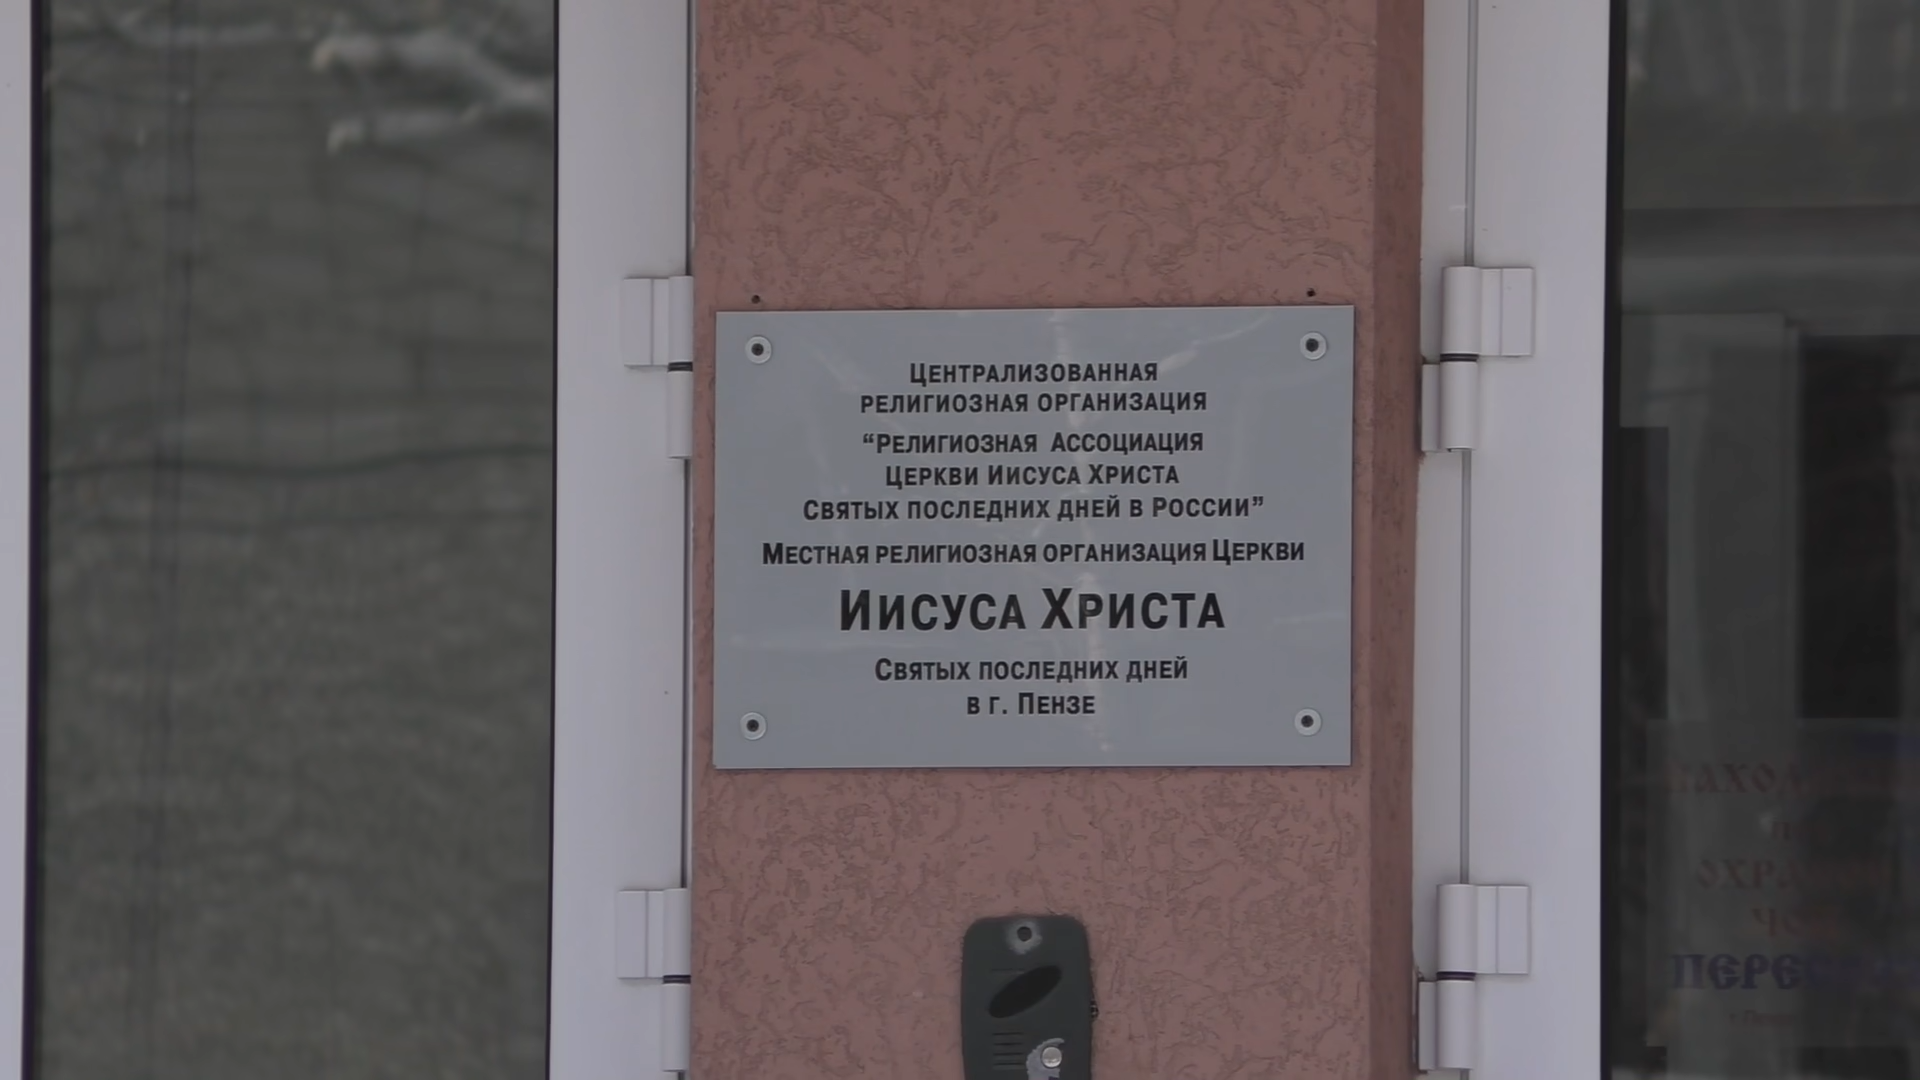 Централизованная
религиозная организация
“Религиозная Ассоциация
Церкви Иисуса Христа
Святых последних дней в России”
Местная религиозная организация Церкви
Иисуса Христа
Святых последних дней
в г. Пензе